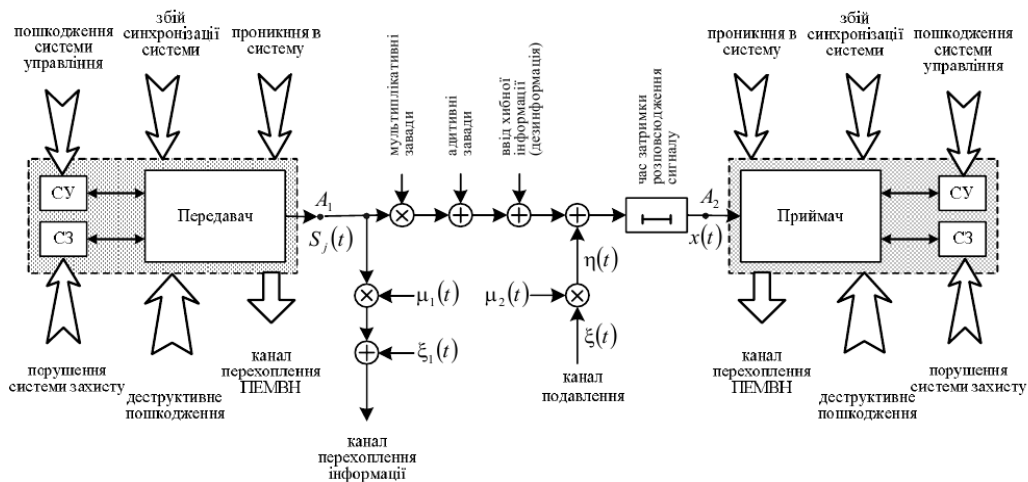 пошкодження
системи
управління
збій
синхронізації
системи
проникння в
систему
мультиплікативні
завади
адитивні
завади
ввід хибної
інформації
(дезинформація)
час затримки
розповсюдження
сигналу
проникння в
систему
збій
синхронізації
системи
пошкодження
системи
управління
СУ
СЗ
Передавач
A₁
Sⱼ(t)
A₂
x(t)
Приймач
СУ
СЗ
μ₁(t)
ξ₁(t)
η(t)
μ₂(t)
ξ(t)
порушення
системи захисту
деструктивне
пошкодження
канал
перехоплення
ПЕМВН
канал
перехоплення
інформації
канал
подавлення
канал
перехоплення
ПЕМВН
деструктивне
пошкодження
порушення
системи захисту